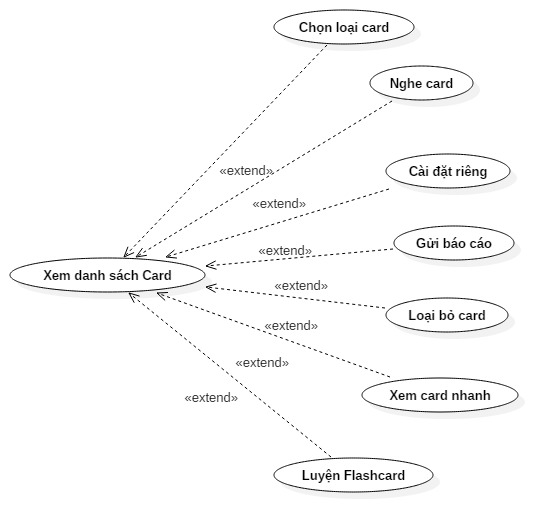 Chọn loại card
Nghe card
«extend»
Cài đặt riêng
«extend»
Gửi báo cáo
«extend»
Xem danh sách Card
«extend»
Loại bỏ card
«extend»
«extend»
Xem card nhanh
«extend»
Luyện Flashcard